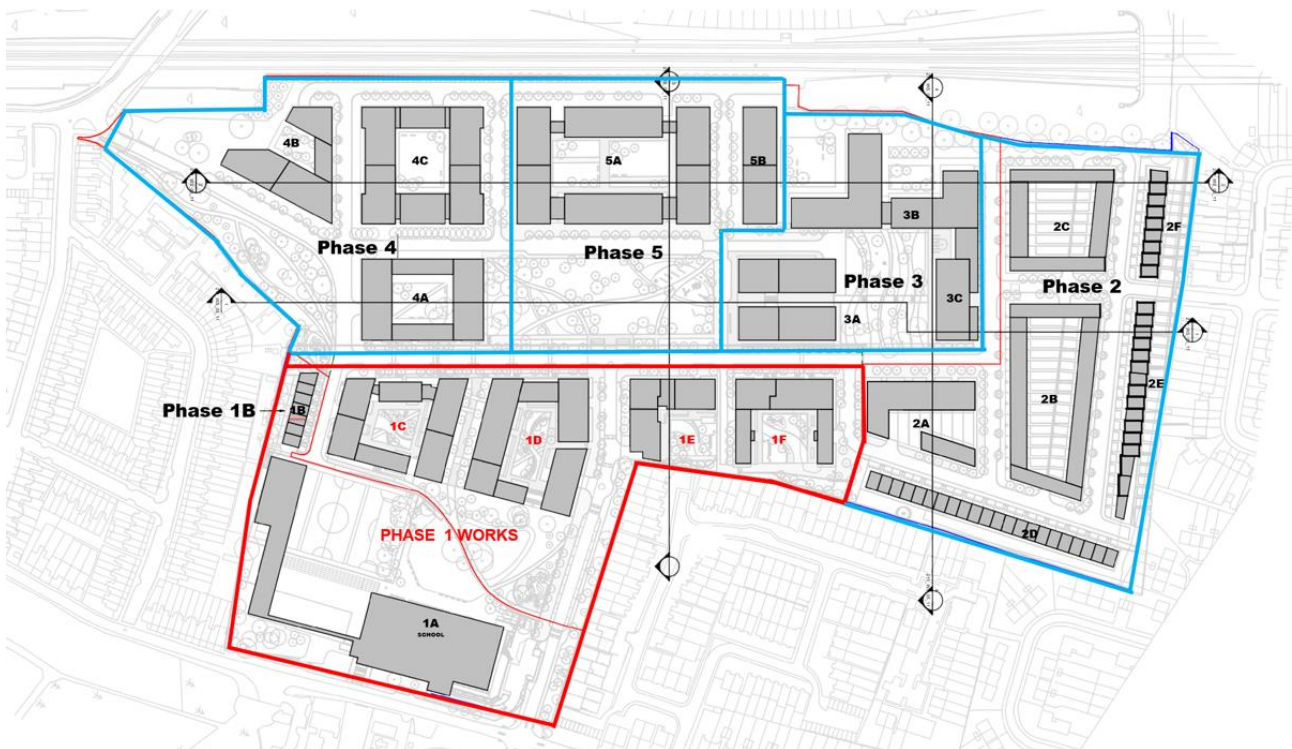 4B
4C
5A
5B
3B
2C
2F
Phase 4
Phase 5
Phase 3
Phase 2
4A
3C
3A
2E
Phase 1B
1B
1C
1D
1E
1F
2A
2B
PHASE 1 WORKS
2D
1A
SCHOOL